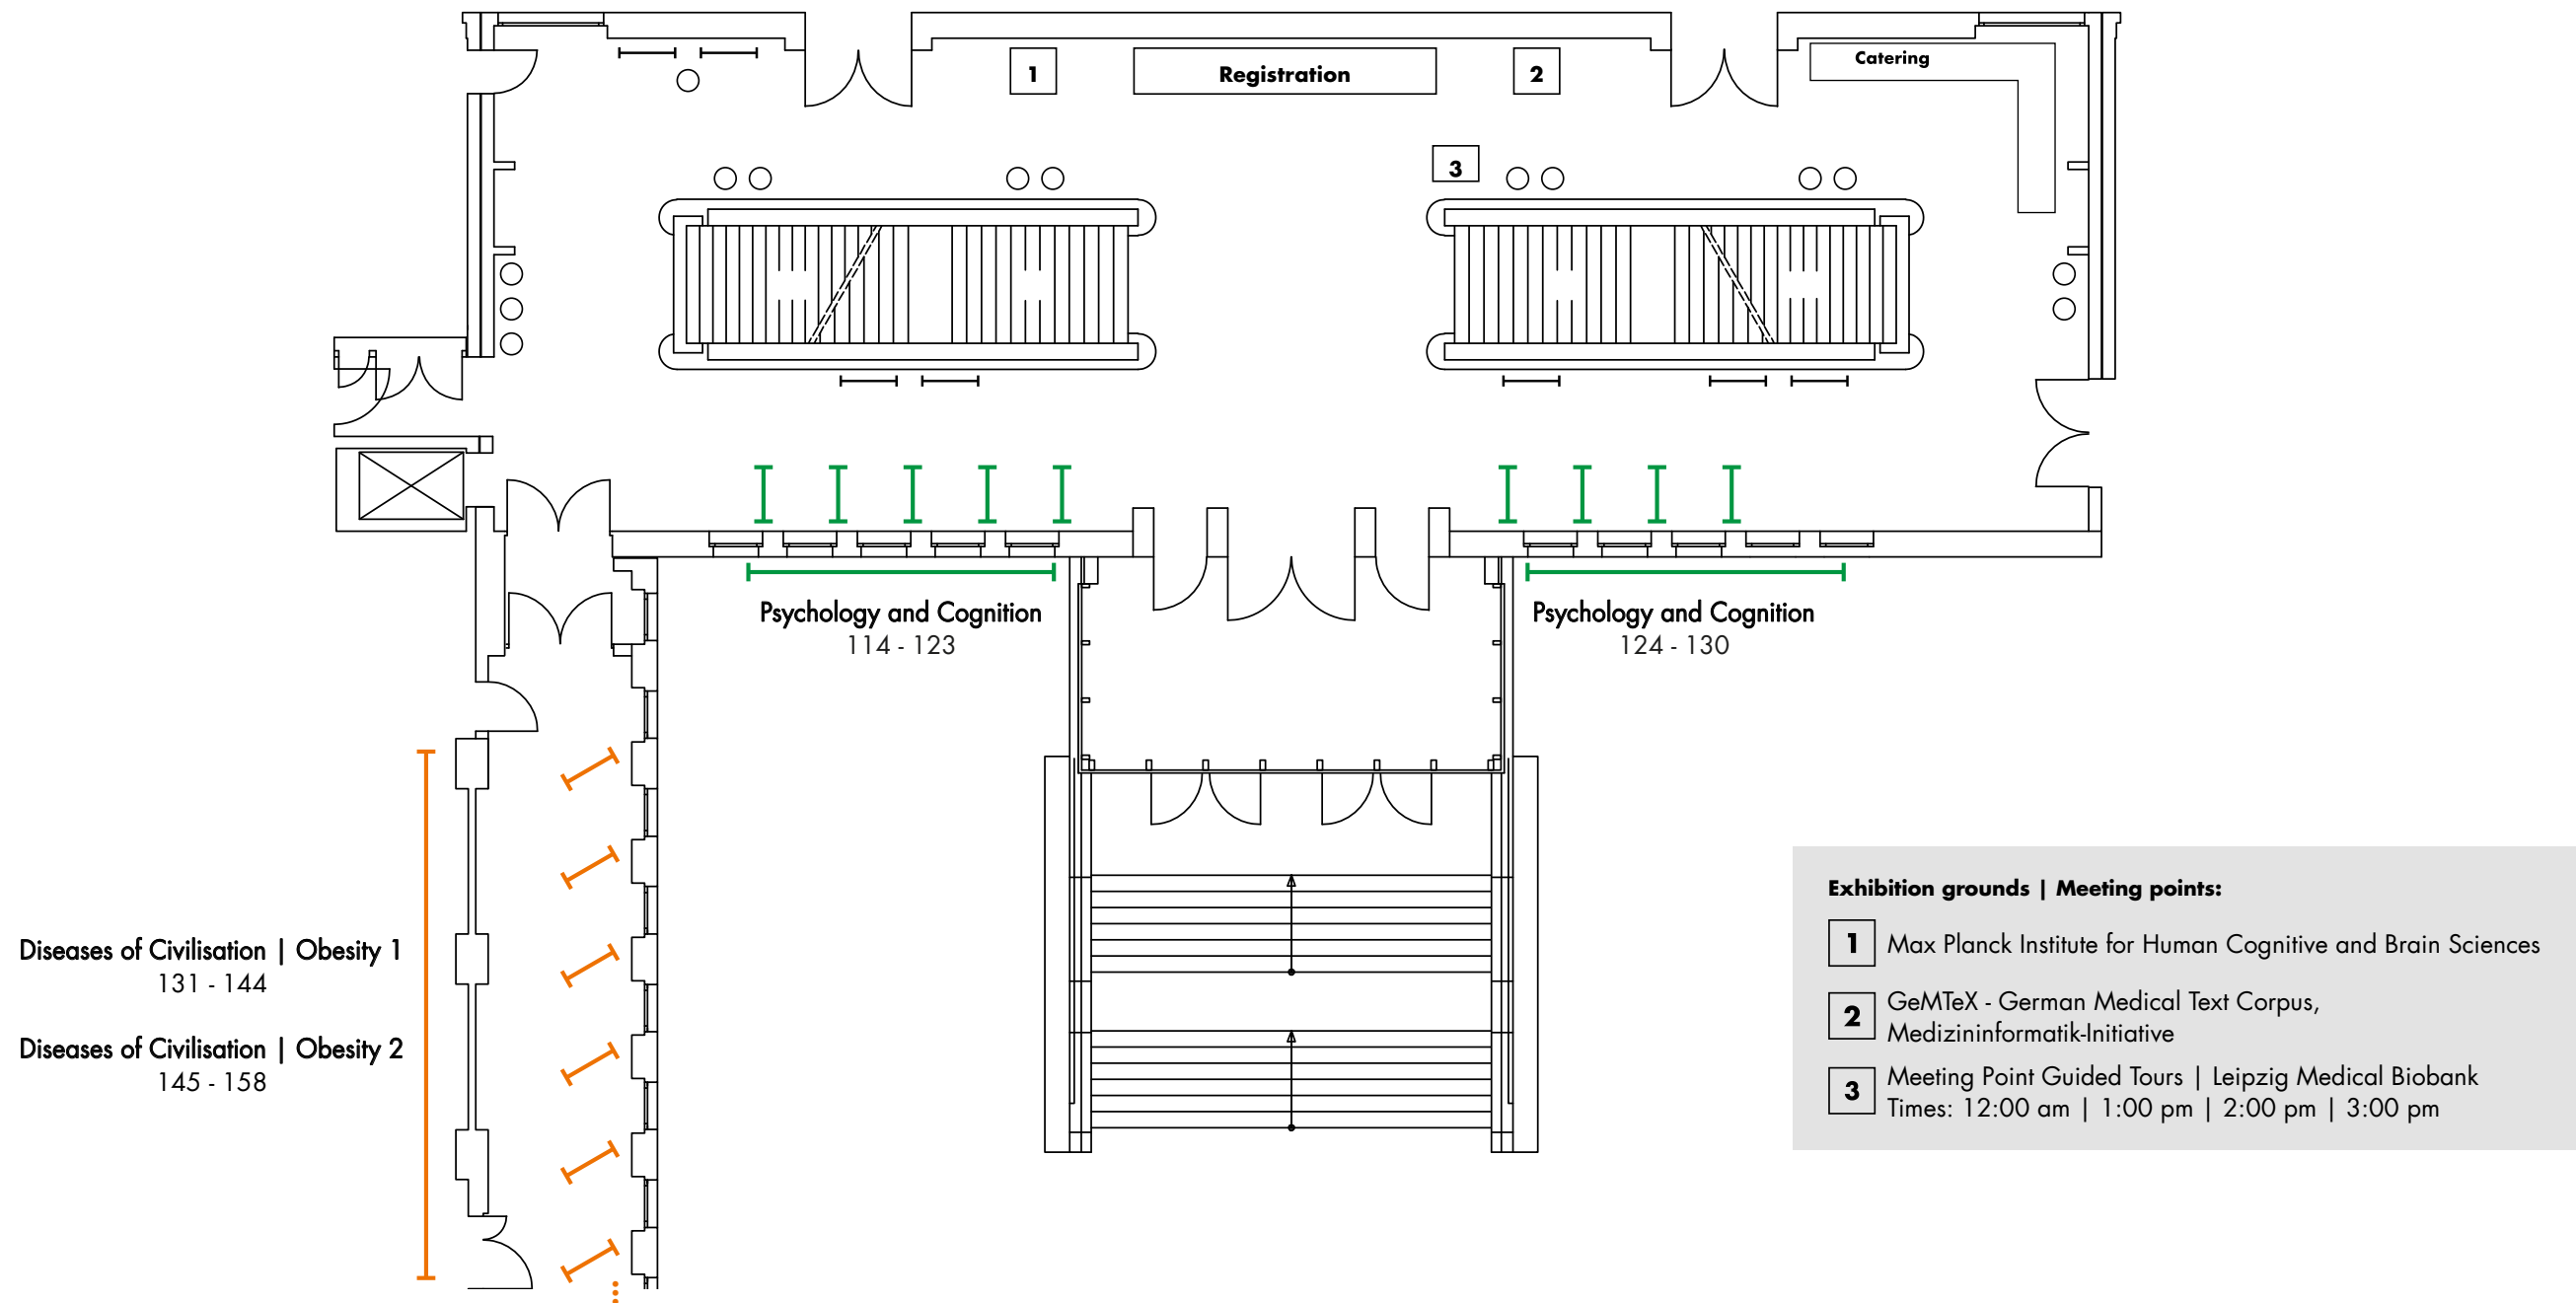 1
Registration
2
Catering
3
Psychology and Cognition
114 - 123
Psychology and Cognition
124 - 130
Diseases of Civilisation | Obesity 1
131 - 144
Diseases of Civilisation | Obesity 2
145 - 158
Exhibition grounds | Meeting points:
1 Max Planck Institute for Human Cognitive and Brain Sciences
2 GeMTeX - German Medical Text Corpus,
Medizininformatik-Initiative
3 Meeting Point Guided Tours | Leipzig Medical Biobank
Times: 12:00 am | 1:00 pm | 2:00 pm | 3:00 pm